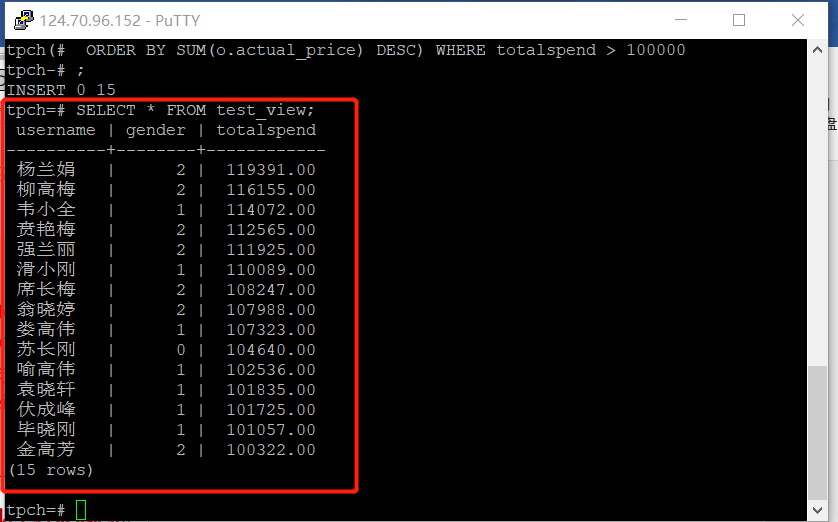 124.70.96.152 - PuTTY
tpch(#  ORDER BY SUM(o.actual_price) DESC) WHERE totalspend > 100000
tpch-# ;
INSERT 0 15
tpch=# SELECT * FROM test_view;
 username | gender | totalspend
----------+--------+------------
 杨兰娟   |      2 |  119391.00
 柳高梅   |      2 |  116155.00
 韦小全   |      1 |  114072.00
 贲艳梅   |      2 |  112565.00
 强兰丽   |      2 |  111925.00
 滑小刚   |      1 |  110089.00
 席长梅   |      2 |  108247.00
 翁晓婷   |      2 |  107988.00
 娄高伟   |      1 |  107323.00
 苏长刚   |      0 |  104640.00
 喻高伟   |      1 |  102536.00
 袁晓轩   |      1 |  101835.00
 伏成峰   |      1 |  101725.00
 毕晓刚   |      1 |  101057.00
 金高芳   |      2 |  100322.00
(15 rows)
tpch=#